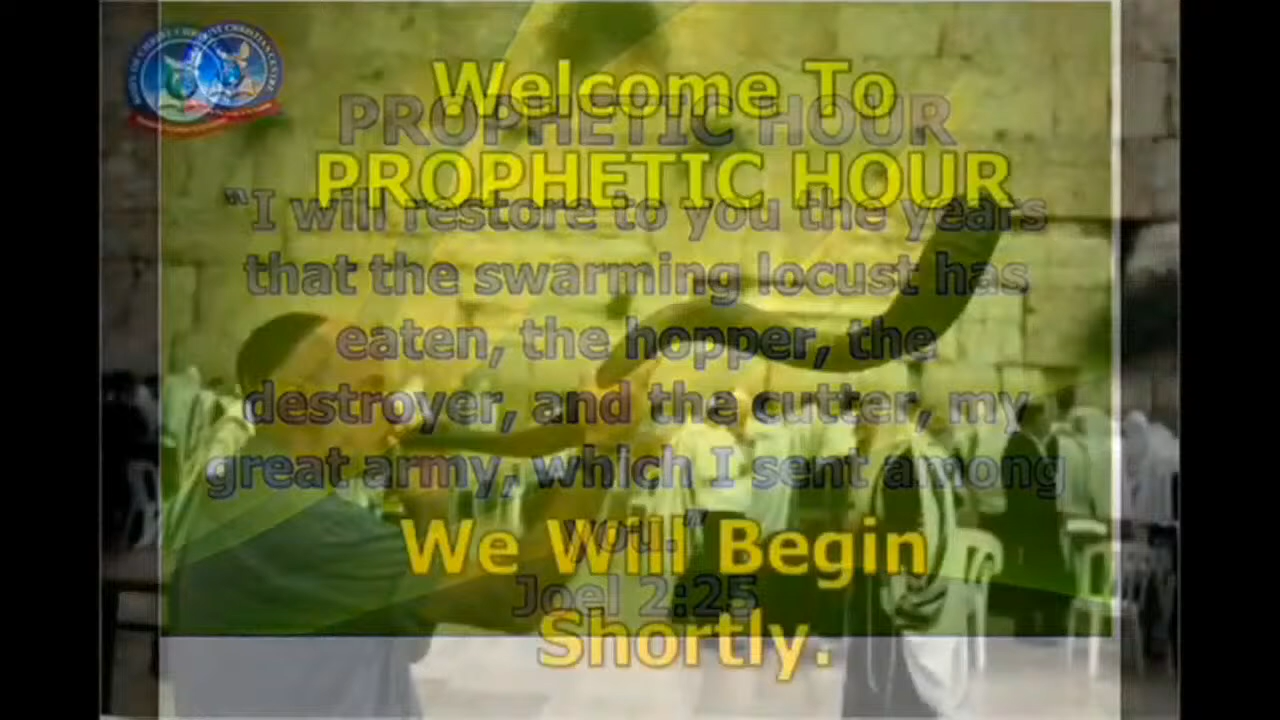 Welcome To
PROPHETIC HOUR
PROPHETIC HOUR
"I will restore to you the years
that the swarming locust has
eaten, the hopper, the
destroyer, and the cutter, my
great army, which I sent among
you."
Joel 2:25
We Will Begin
Shortly.